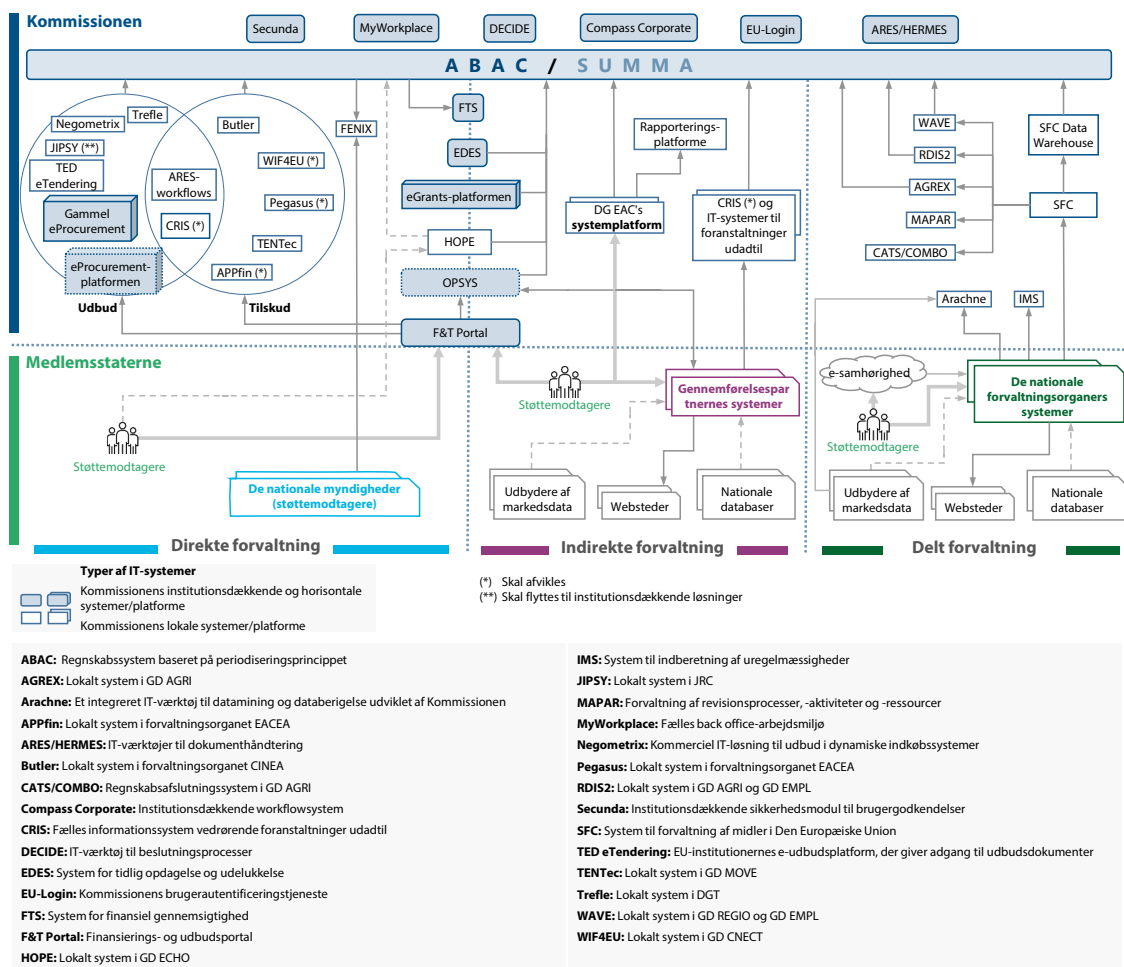 Kommissionen
Secunda
MyWorkplace
DECIDE
Compass Corporate
EU-Login
ARES/HERMES
ABAC / SUMMA
Negometrix
Trefle
JIPSY (**)
TED
eTendering
Gammel
eProcurement
eProcurement-
platformen
Udbud
ARES-
workflows
CRIS (*)
Butler
WIF4EU (*)
Pegasus (*)
TENTec
APPfin (*)
Tilskud
FENIX
FTS
EDES
eGrants-platformen
HOPE
OPSYS
F&T Portal
Rapporterings-
platforme
DG EAC's
systemplatform
CRIS (*) og
IT-systemer til
foranstaltninger
udadtil
WAVE
RDIS2
AGREX
MAPAR
CATS/COMBO
SFC Data
Warehouse
SFC
Arachne
IMS
Medlemsstaterne
Støttemodtagere
De nationale myndigheder
(støttemodtagere)
Støttemodtagere
Gennemførelsespar
tnernes systemer
Udbydere af
markedsdata
Websteder
Nationale
databaser
e-samhørighed
Støttemodtagere
De nationale
forvaltningsorganers
systemer
Udbydere af
markedsdata
Websteder
Nationale
databaser
Direkte forvaltning
Indirekte forvaltning
Delt forvaltning
Typer af IT-systemer
Kommissionens institutionsdækkende og horisontale
systemer/platforme
Kommissionens lokale systemer/platforme
(*) Skal afvikles
(**) Skal flyttes til institutionsdækkende løsninger
ABAC: Regnskabssystem baseret på periodiseringsprincippet
AGREX: Lokalt system i GD AGRI
Arachne: Et integreret IT-værktøj til datamining og databerigelse udviklet af Kommissionen
APPfin: Lokalt system i forvaltningsorganet EACEA
ARES/HERMES: IT-værktøjer til dokumenthåndtering
Butler: Lokalt system i forvaltningsorganet CINEA
CATS/COMBO: Regnskabsafslutningssystem i GD AGRI
Compass Corporate: Institutionsdækkende workflowsystem
CRIS: Fælles informationssystem vedrørende foranstaltninger udadtil
DECIDE: IT-værktøj til beslutningsprocesser
EDES: System for tidlig opdagelse og udelukkelse
EU-Login: Kommissionens brugerautentificeringstjeneste
FTS: System for finansiel gennemsigtighed
F&T Portal: Finansierings- og udbudsportal
HOPE: Lokalt system i GD ECHO
IMS: System til indberetning af uregelmæssigheder
JIPSY: Lokalt system i JRC
MAPAR: Forvaltning af revisionsprocesser, -aktiviteter og -ressourcer
MyWorkplace: Fælles back office-arbejdsmiljø
Negometrix: Kommerciel IT-løsning til udbud i dynamiske indkøbssystemer
Pegasus: Lokalt system i forvaltningsorganet EACEA
RDIS2: Lokalt system i GD AGRI og GD EMPL
Secunda: Institutionsdækkende sikkerhedsmodul til brugergodkendelser
SFC: System til forvaltning af midler i Den Europæiske Union
TED eTendering: EU-institutionernes e-udbudsplatform, der giver adgang til udbudsdokumenter
TENTec: Lokalt system i GD MOVE
Trefle: Lokalt system i DGT
WAVE: Lokalt system i GD REGIO og GD EMPL
WIF4EU: Lokalt system i GD CNECT